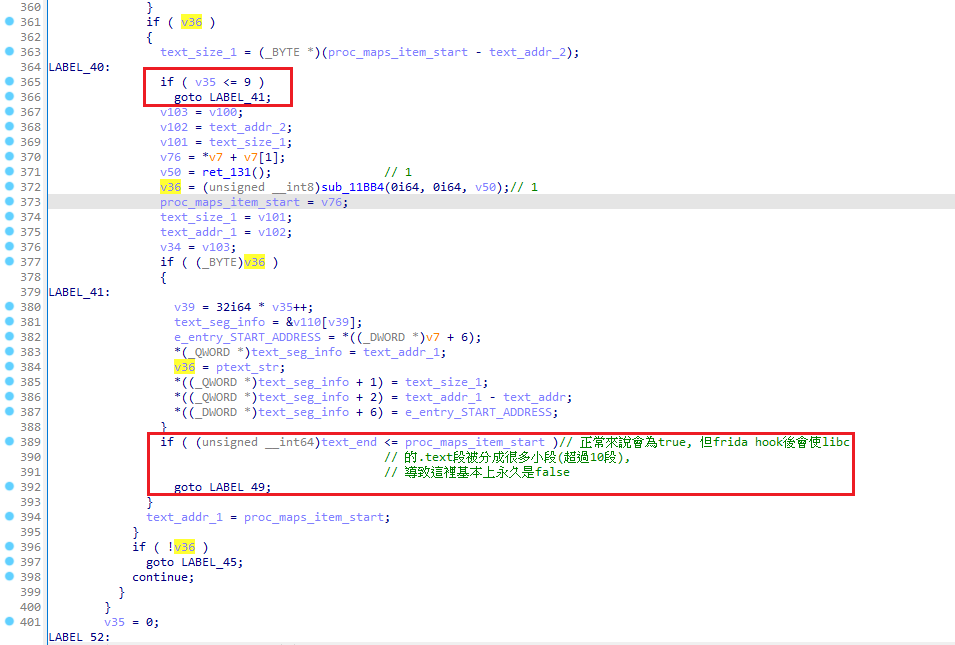 360 }
361 if ( v36 )
362 {
363 text_size_1 = (_BYTE *)(proc_maps_item_start - text_addr_2);
364 LABEL_40:
365 if ( v35 <= 9 )
366 goto LABEL_41;
367 v103 = v100;
368 v102 = text_addr_2;
369 v101 = text_size_1;
370 v76 = *v7 + v7[1];
371 v50 = ret_131(); // 1
372 v36 = (unsigned __int8)sub_11BB4(0i64, 0i64, v50);// 1
373 proc_maps_item_start = v76;
374 text_size_1 = v101;
375 text_addr_1 = v102;
376 v34 = v103;
377 if ( (_BYTE)v36 )
378 {
379 LABEL_41:
380 v39 = 32i64 * v35++;
381 text_seg_info = &v110[v39];
382 e_entry_START_ADDRESS = *((_DWORD *)v7 + 6);
383 *(_QWORD *)text_seg_info = text_addr_1;
384 v36 = ptext_str;
385 *((_QWORD *)text_seg_info + 1) = text_size_1;
386 *((_QWORD *)text_seg_info + 2) = text_addr_1 - text_addr;
387 *((_DWORD *)text_seg_info + 6) = e_entry_START_ADDRESS;
388 }
389 if ( (unsigned __int64)text_end <= proc_maps_item_start )// 正常來說會為true, 但frida hook後會使libc
390 // 的.text段被分成很多小段(超過10段),
391 // 導致這裡基本上永久是false
392 goto LABEL_49;
393 }
394 text_addr_1 = proc_maps_item_start;
395 }
396 if ( !v36 )
397 goto LABEL_45;
398 continue;
399 }
400 }
401 v35 = 0;
LABEL_52: